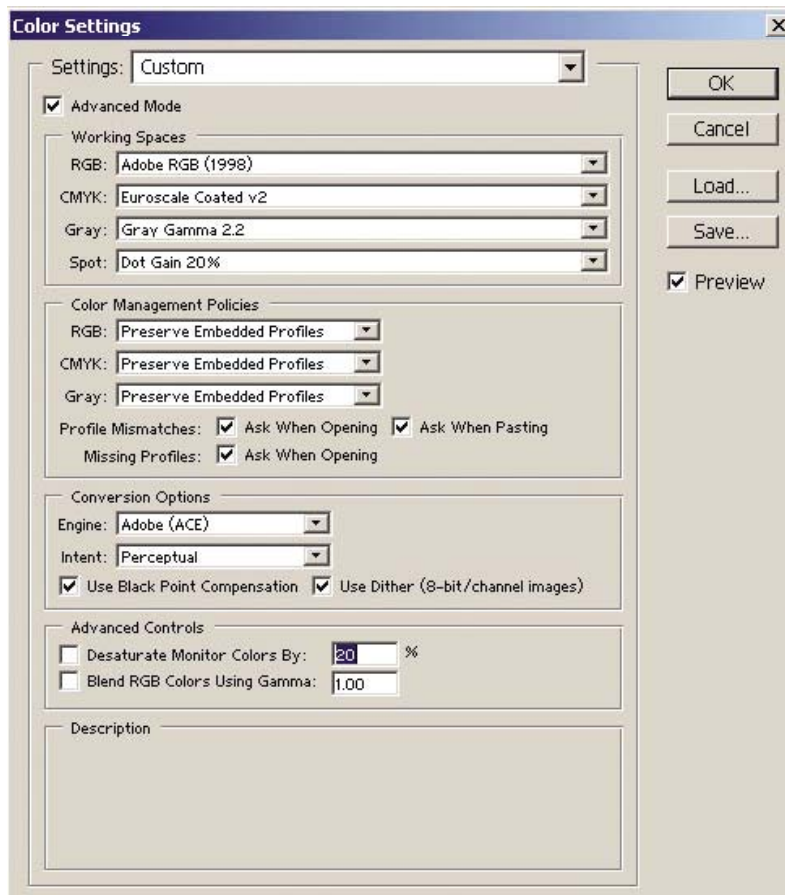 Color Settings
Settings: Custom
OK
Advanced Mode
Cancel
Working Spaces
RGB: Adobe RGB (1998)
Load...
CMYK: Euroscale Coated v2
Gray: Gray Gamma 2.2
Save...
Spot: Dot Gain 20%
Preview
Color Management Policies
RGB: Preserve Embedded Profiles
CMYK: Preserve Embedded Profiles
Gray: Preserve Embedded Profiles
Profile Mismatches: Ask When Opening Ask When Pasting
Missing Profiles: Ask When Opening
Conversion Options
Engine: Adobe (ACE)
Intent: Perceptual
Use Black Point Compensation Use Dither (8-bit/channel images)
Advanced Controls
Desaturate Monitor Colors By: 20 %
Blend RGB Colors Using Gamma: 1.00
Description